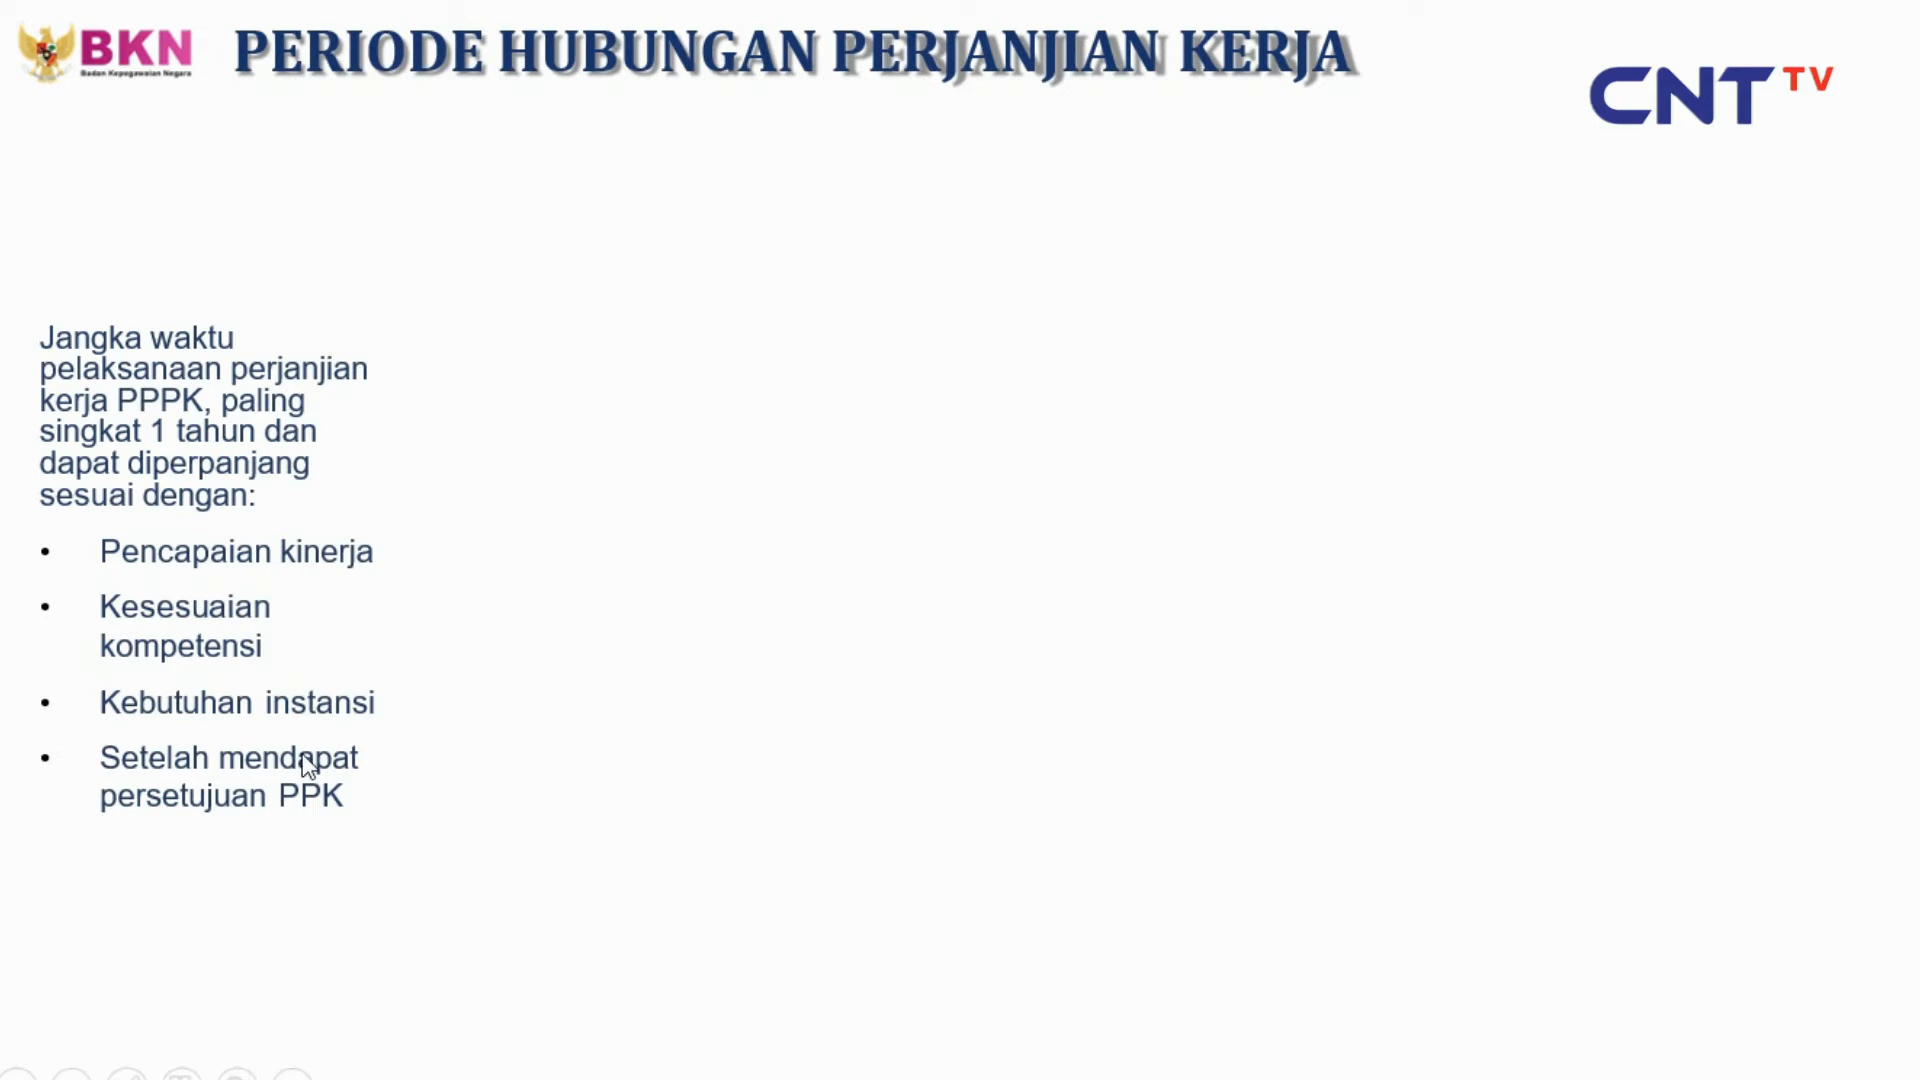 BKN
Badan Kepegawaian Negara
PERIODE HUBUNGAN PERJANJIAN KERJA
CNT TV
Jangka waktu
pelaksanaan perjanjian
kerja PPPK, paling
singkat 1 tahun dan
dapat diperpanjang
sesuai dengan:
• Pencapaian kinerja
• Kesesuaian
kompetensi
• Kebutuhan instansi
• Setelah mendapat
persetujuan PPK